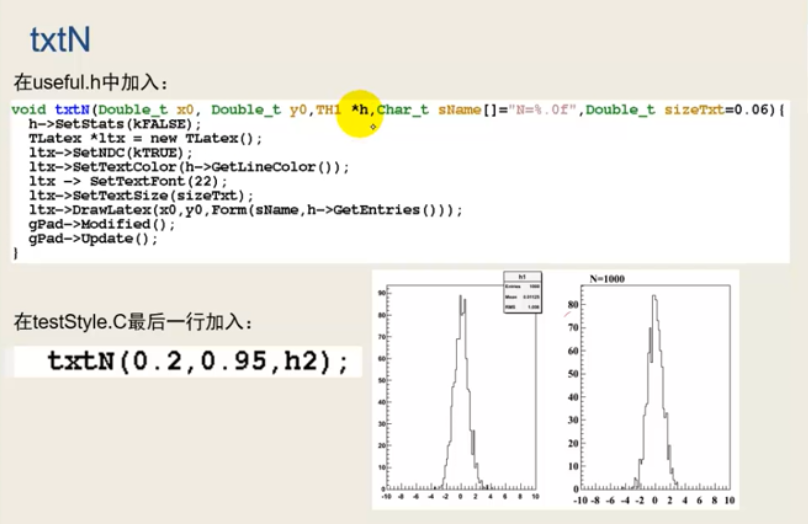 txtN
在useful.h中加入：
void txtN(Double_t x0, Double_t y0,TH1 *h,Char_t sName[]="N=%.0f",Double_t sizeTxt=0.06){
h->SetStats(kFALSE);
TLatex *ltx = new TLatex();
ltx->SetNDC(kTRUE);
ltx->SetTextColor(h->GetLineColor());
ltx -> SetTextFont(22);
ltx->SetTextSize(sizeTxt);
ltx->DrawLatex(x0,y0,Form(sName,h->GetEntries()));
gPad->Modified();
gPad->Update();
}
在testStyle.C最后一行加入：
txtN(0.2,0.95,h2);
h1
Entries 1000
Mean
RMS
90
80
70
60
50
40
30
20
10
0
-10 -8 -6 -4 -2 0 2 4 6 8 10
N=1000
80
70
60
50
40
30
20
10
0
-10 -8 -6 -4 -2 0 2 4 6 8 10